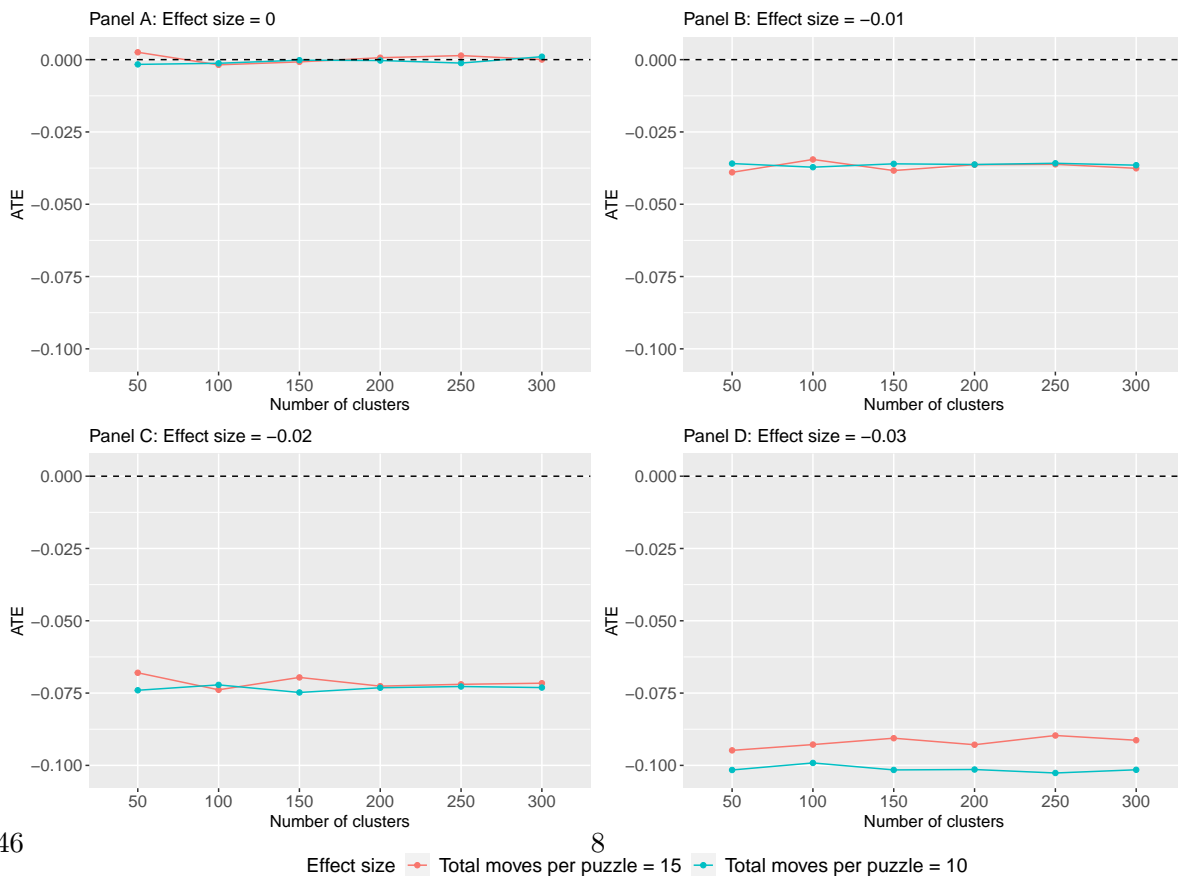 Panel A: Effect size = 0
0.000
−0.025
−0.050
−0.075
−0.100
ATE
50 100 150 200 250 300
Number of clusters
Panel B: Effect size = −0.01
0.000
−0.025
−0.050
−0.075
−0.100
ATE
50 100 150 200 250 300
Number of clusters
Panel C: Effect size = −0.02
0.000
−0.025
−0.050
−0.075
−0.100
ATE
50 100 150 200 250 300
Number of clusters
Panel D: Effect size = −0.03
0.000
−0.025
−0.050
−0.075
−0.100
ATE
50 100 150 200 250 300
Number of clusters
46 8
Effect size Total moves per puzzle = 15 Total moves per puzzle = 10